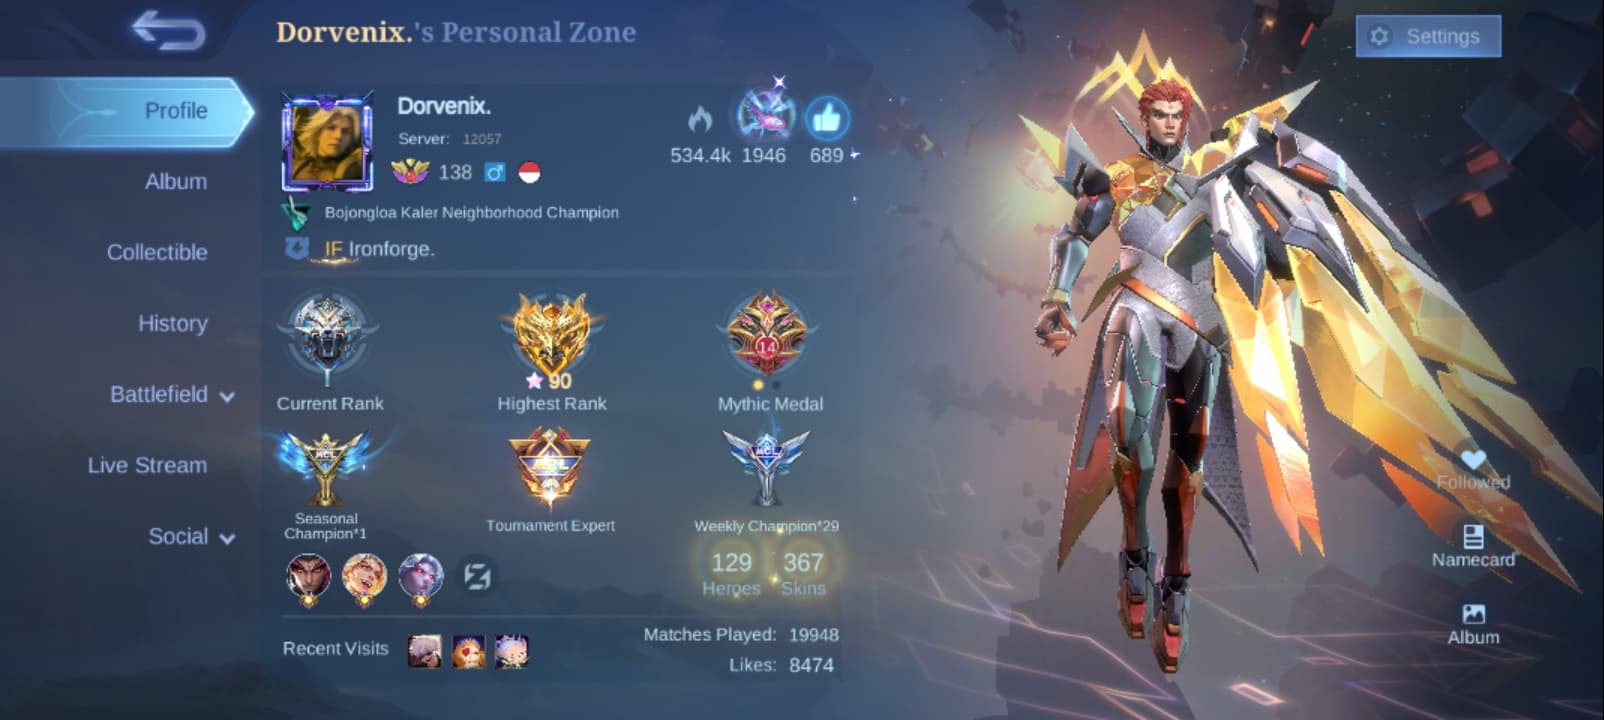 Dorvenix.'s Personal Zone
Settings
Profile
Album
Collectible
History
Battlefield
Live Stream
Social
Dorvenix.
Server: 12057
138
534.4k 1946 689
Bojongloa Kaler Neighborhood Champion
IF Ironforge.
90
14
Current Rank
Highest Rank
Mythic Medal
MCL
MCL
MCL
Seasonal
Champion*1
Tournament Expert
Weekly Champion*29
129
Heroes
367
Skins
Recent Visits
Matches Played: 19948
Likes: 8474
Followed
Namecard
Album